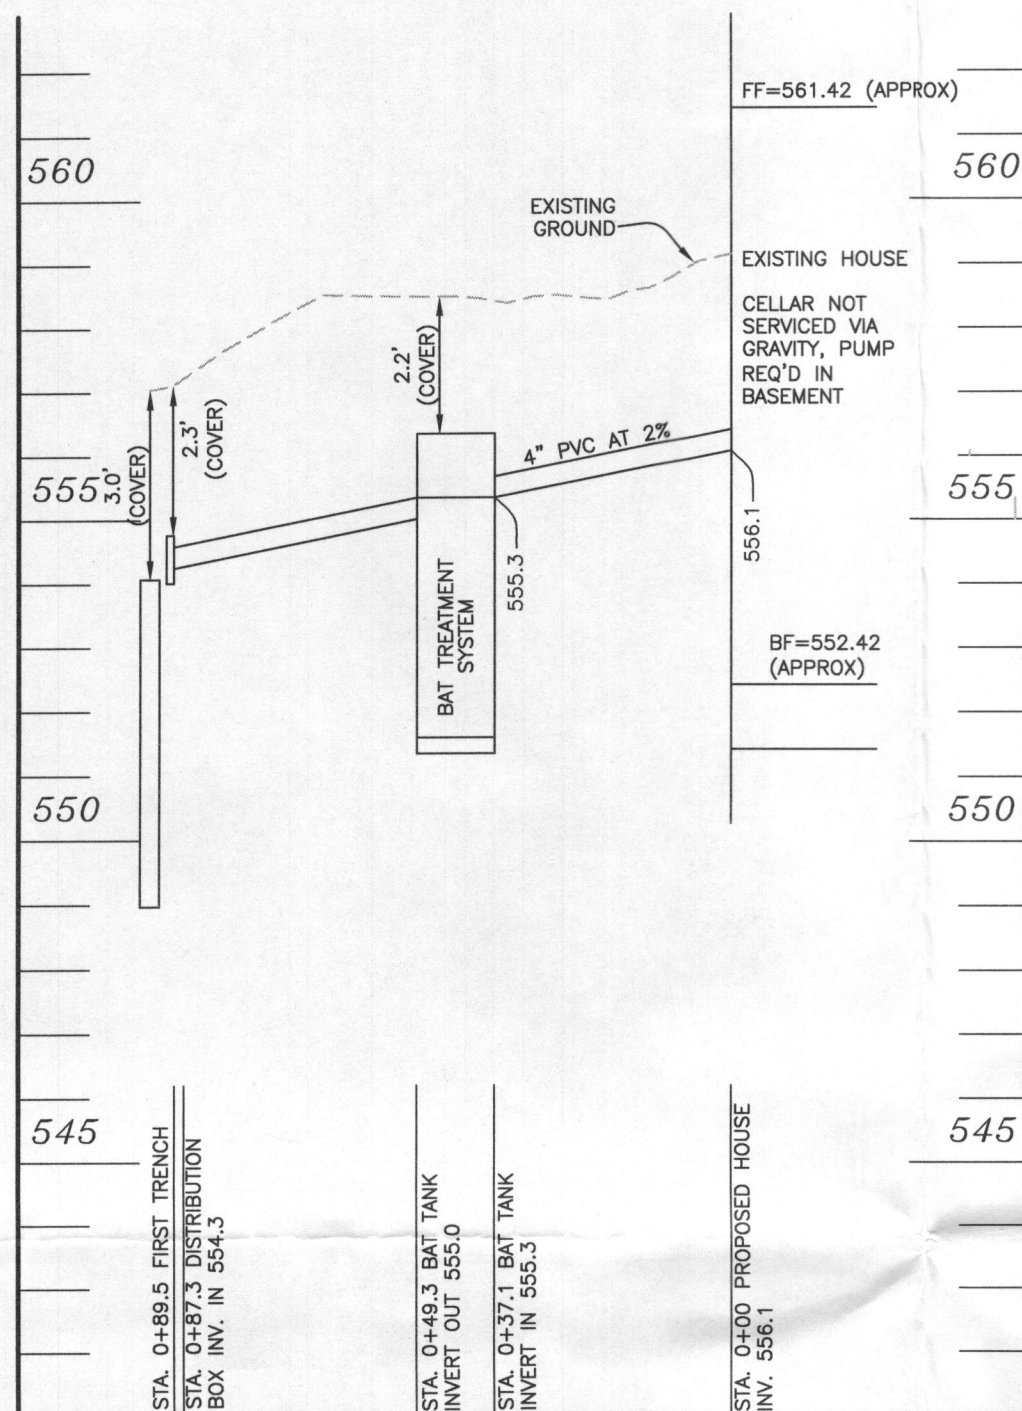 FF=561.42 (APPROX)
560
560
EXISTING
GROUND
EXISTING HOUSE
CELLAR NOT
SERVICED VIA
GRAVITY, PUMP
REQ'D IN
BASEMENT
2.2'
(COVER)
2.3'
(COVER)
3.0'
(COVER)
4" PVC AT 2%
555
555
555.3
556.1
BAT TREATMENT
SYSTEM
BF=552.42
(APPROX)
550
550
545
545
STA. 0+89.5 FIRST TRENCH
STA. 0+87.3 DISTRIBUTION
BOX INV. IN 554.3
STA. 0+49.3 BAT TANK
INVERT OUT 555.0
STA. 0+37.1 BAT TANK
INVERT IN 555.3
STA. 0+00 PROPOSED HOUSE
INV. 556.1